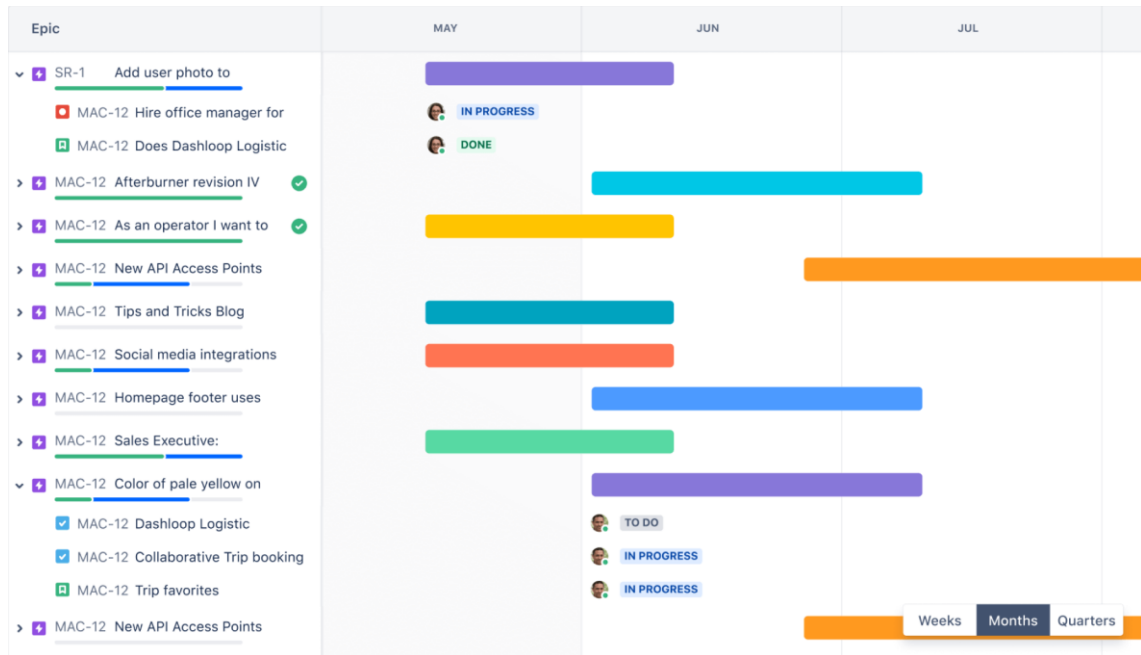 Epic MAY JUN JUL
SR-1 Add user photo to
MAC-12 Hire office manager for IN PROGRESS
MAC-12 Does Dashloop Logistic DONE
MAC-12 Afterburner revision IV
MAC-12 As an operator I want to
MAC-12 New API Access Points
MAC-12 Tips and Tricks Blog
MAC-12 Social media integrations
MAC-12 Homepage footer uses
MAC-12 Sales Executive:
MAC-12 Color of pale yellow on
MAC-12 Dashloop Logistic TO DO
MAC-12 Collaborative Trip booking IN PROGRESS
MAC-12 Trip favorites IN PROGRESS
MAC-12 New API Access Points
Weeks Months Quarters